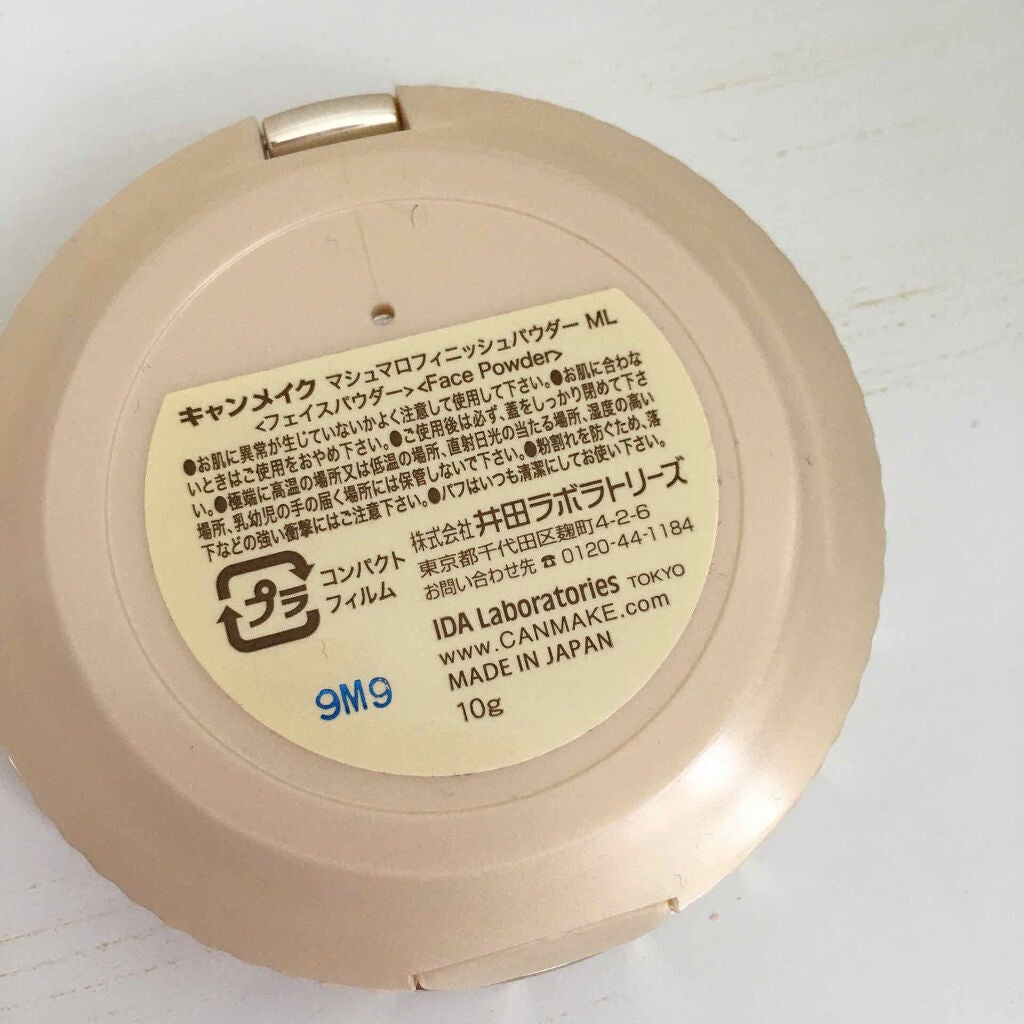 キャンメイク マシュマロフィニッシュパウダー ML
<フェイスパウダー><Face Powder>
●お肌に異常が生じていないかよく注意して使用して下さい。●お肌に合わな
いときはご使用をおやめ下さい。●ご使用後は必ず、蓋をしっかり閉めて下さ
い。●極端に高温の場所又は低温の場所、直射日光の当たる場所、湿度の高い
場所、乳幼児の手の届く場所には保管しないで下さい。●粉割れを防ぐため、落
下などの強い衝撃にはご注意下さい。●パフはいつも清潔にしてお使い下さい。
プラ
コンパクト
フィルム
株式会社 井田ラボラトリーズ
東京都千代田区麹町4-2-6
お問い合わせ先 ☎ 0120-44-1184
IDA Laboratories TOKYO
www.CANMAKE.com
MADE IN JAPAN
10g
9M9